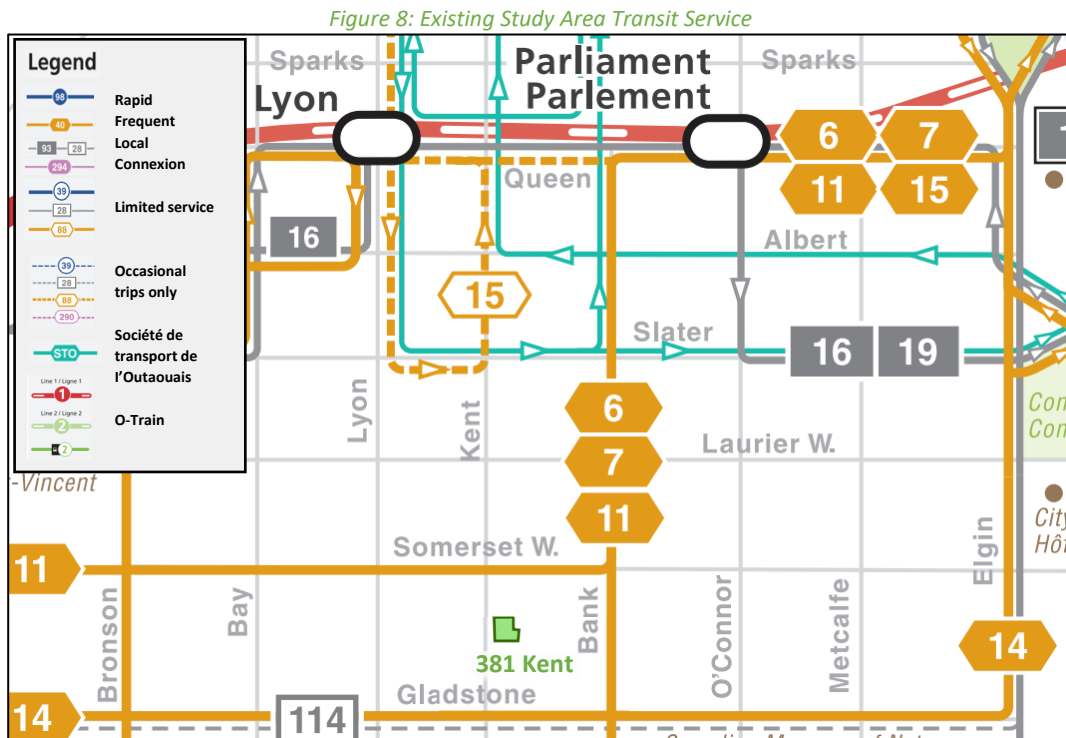 Figure 8: Existing Study Area Transit Service
Legend
98
Rapid
40
Frequent
93
28
Local
294
Connexion
39
28
Limited service
88
39
28
Occasional
88
trips only
290
Société de
STO
transport de
l'Outaouais
Line 1 / Ligne 1
1
Line 2 / Ligne 2
2
O-Train
2
Sparks
Parliament
Sparks
Lyon
Parlement
6
7
Queen
11
15
16
Albert
15
Slater
16
19
6
Lyon
Kent
Laurier W.
7
11
-Vincent
Somerset W.
11
Elgin
City
Hô
Bronson
Bay
Bank
O'Connor
Metcalfe
381 Kent
14
Gladstone
14
114